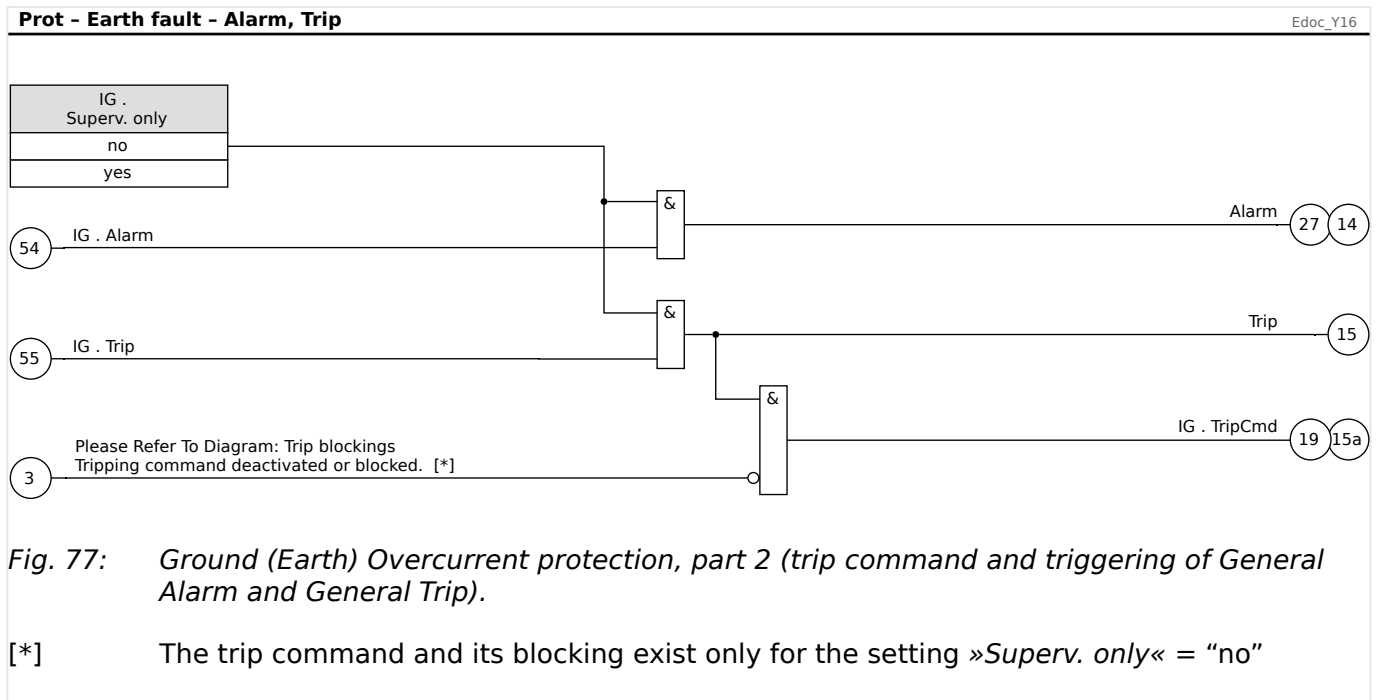 Prot – Earth fault – Alarm, Trip
Edoc_Y16
IG .
Superv. only
no
yes
&
Alarm
27
14
54
IG . Alarm
&
Trip
15
55
IG . Trip
&
IG . TripCmd
19
15a
Please Refer To Diagram: Trip blockings
Tripping command deactivated or blocked. [*]
3
Fig. 77: Ground (Earth) Overcurrent protection, part 2 (trip command and triggering of General
Alarm and General Trip).
[*] The trip command and its blocking exist only for the setting »Superv. only« = “no”